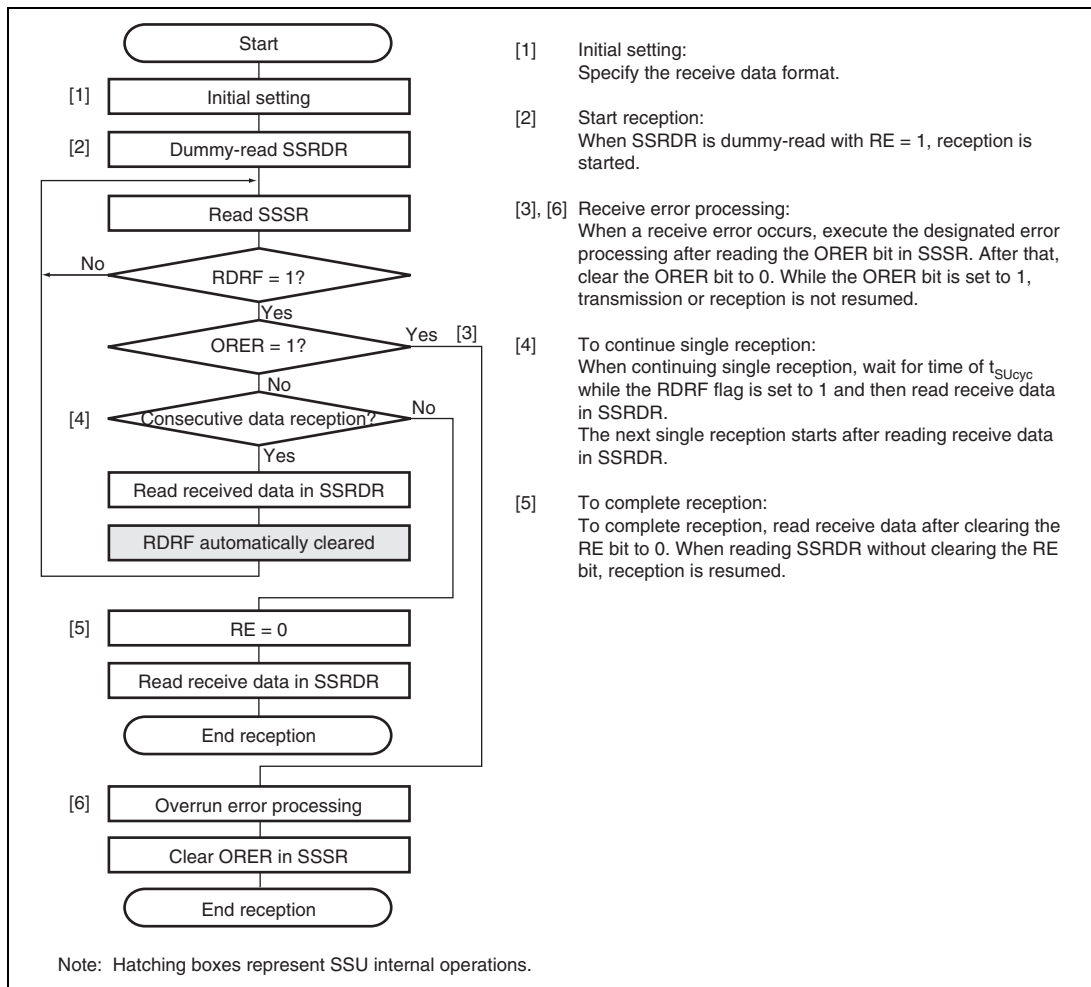 Start
[1] Initial setting
[2] Dummy-read SSRDR
Read SSSR
No
RDRF = 1?
Yes
ORER = 1?
Yes [3]
No
[4] Consecutive data reception?
No
Yes
Read received data in SSRDR
RDRF automatically cleared
[5] RE = 0
Read receive data in SSRDR
End reception
[6] Overrun error processing
Clear ORER in SSSR
End reception
[1] Initial setting:
Specify the receive data format.
[2] Start reception:
When SSRDR is dummy-read with RE = 1, reception is
started.
[3], [6] Receive error processing:
When a receive error occurs, execute the designated error
processing after reading the ORER bit in SSSR. After that,
clear the ORER bit to 0. While the ORER bit is set to 1,
transmission or reception is not resumed.
[4] To continue single reception:
When continuing single reception, wait for time of tSUcyc
while the RDRF flag is set to 1 and then read receive data
in SSRDR.
The next single reception starts after reading receive data
in SSRDR.
[5] To complete reception:
To complete reception, read receive data after clearing the
RE bit to 0. When reading SSRDR without clearing the RE
bit, reception is resumed.
Note: Hatching boxes represent SSU internal operations.